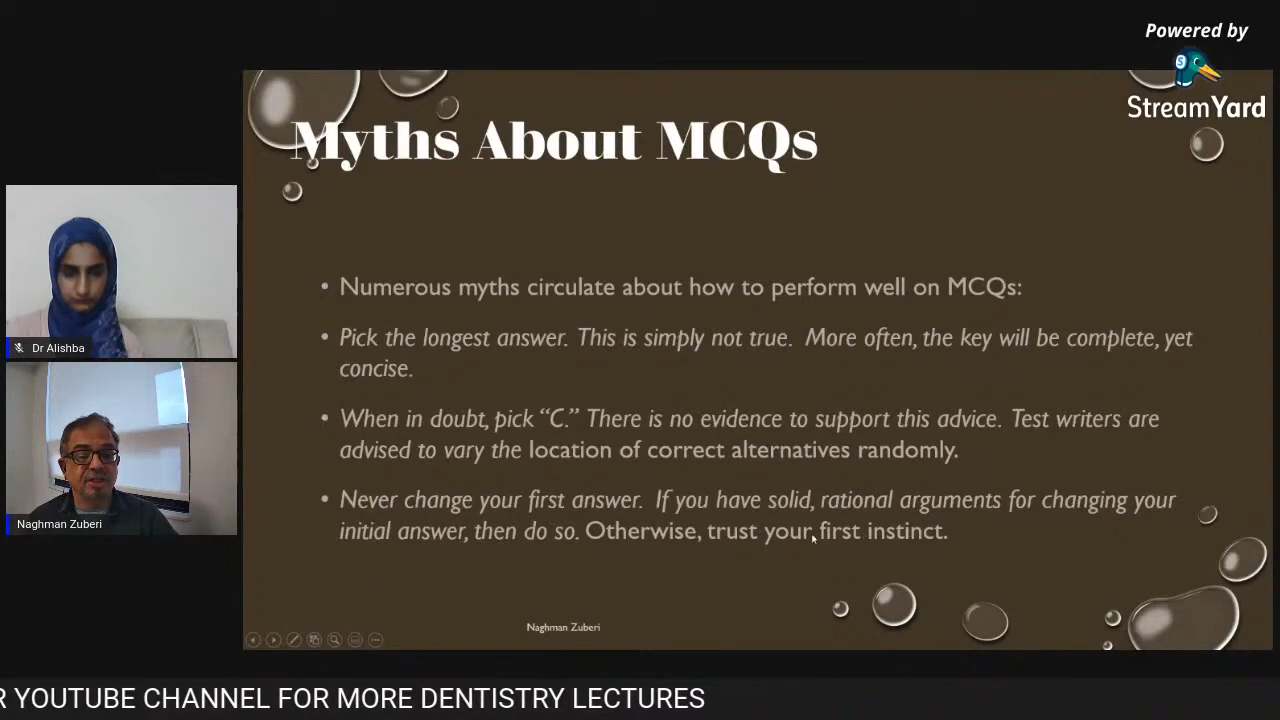 Powered by
StreamYard
Myths About MCQs
• Numerous myths circulate about how to perform well on MCQs:
• Pick the longest answer. This is simply not true. More often, the key will be complete, yet
concise.
• When in doubt, pick “C.” There is no evidence to support this advice. Test writers are
advised to vary the location of correct alternatives randomly.
• Never change your first answer. If you have solid, rational arguments for changing your
initial answer, then do so. Otherwise, trust your first instinct.
Naghman Zuberi
Dr Alishba
Naghman Zuberi
R YOUTUBE CHANNEL FOR MORE DENTISTRY LECTURES